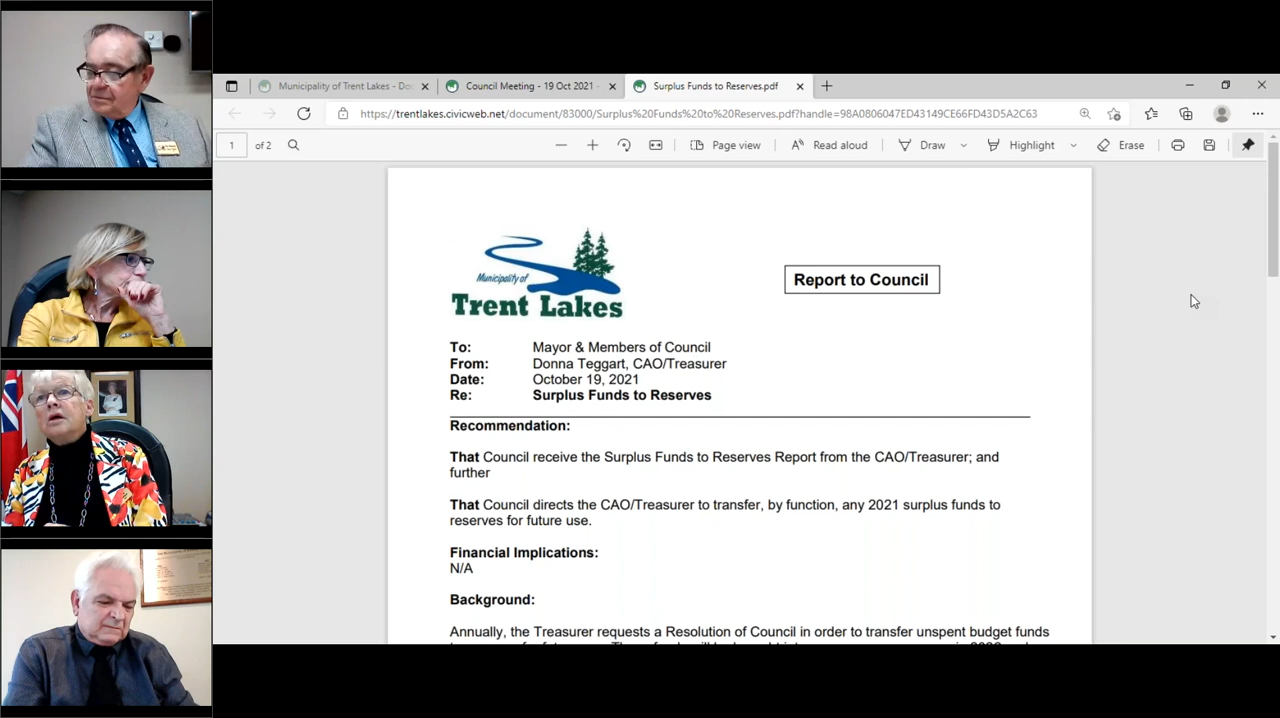 Municipality of Trent Lakes - Doc
Council Meeting - 19 Oct 2021 -
Surplus Funds to Reserves.pdf
https://trentlakes.civicweb.net/document/83000/Surplus%20Funds%20to%20Reserves.pdf?handle=98A0806047ED43149CE66FD43D5A2C63
1 of 2
Page view
Read aloud
Draw
Highlight
Erase
Municipality of
Trent Lakes
Report to Council
To: Mayor & Members of Council
From: Donna Teggart, CAO/Treasurer
Date: October 19, 2021
Re: Surplus Funds to Reserves
Recommendation:
That Council receive the Surplus Funds to Reserves Report from the CAO/Treasurer; and
further
That Council directs the CAO/Treasurer to transfer, by function, any 2021 surplus funds to
reserves for future use.
Financial Implications:
N/A
Background:
Annually, the Treasurer requests a Resolution of Council in order to transfer unspent budget funds